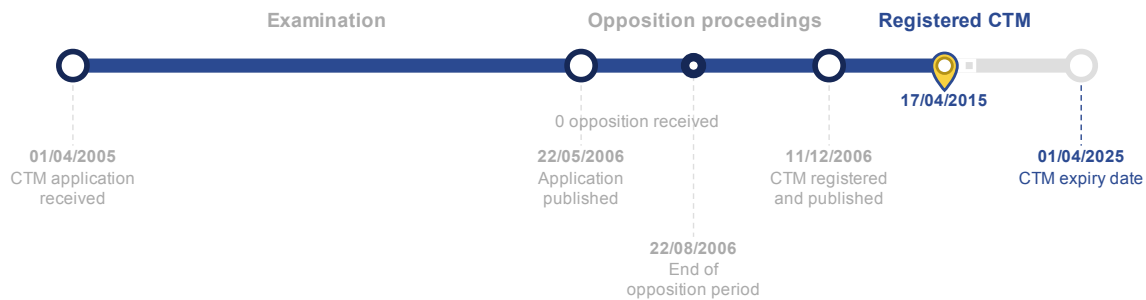 Examination
Opposition proceedings
Registered CTM
17/04/2015
0 opposition received
01/04/2005
CTM application
received
22/05/2006
Application
published
11/12/2006
CTM registered
and published
01/04/2025
CTM expiry date
22/08/2006
End of
opposition period